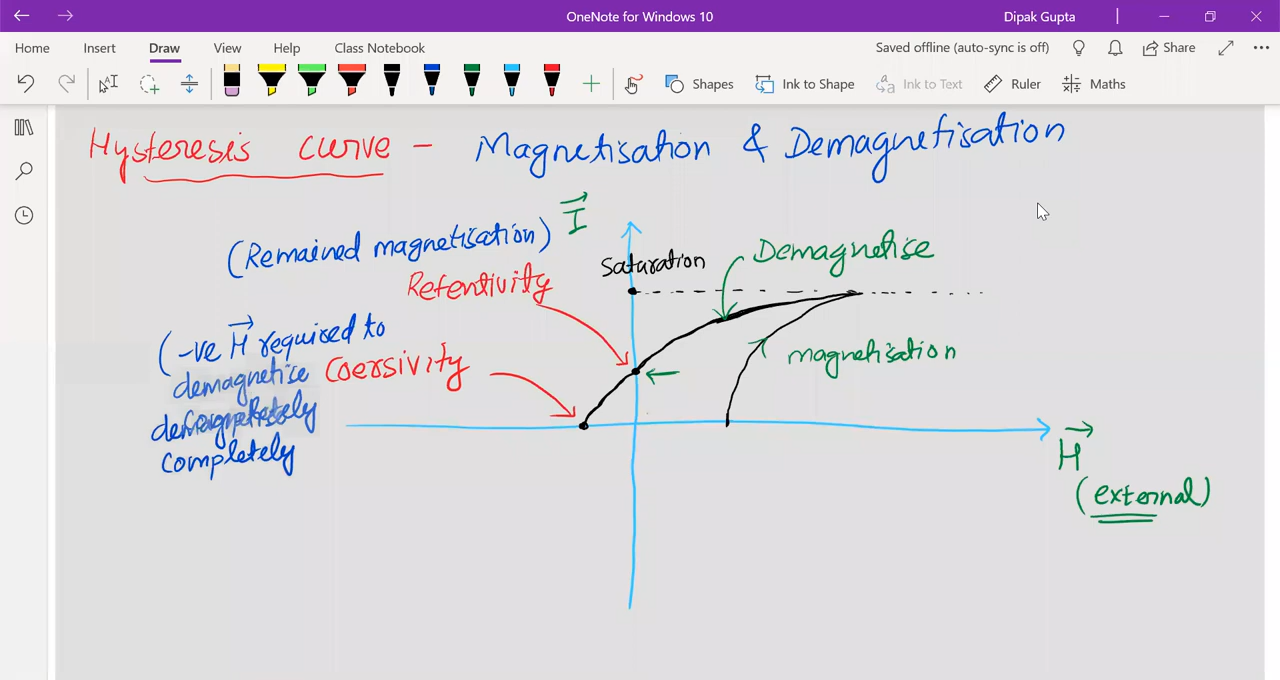 OneNote for Windows 10
Dipak Gupta
Home Insert Draw View Help Class Notebook
Saved offline (auto-sync is off) Share
Shapes Ink to Shape Ink to Text Ruler Maths
Hysteresis curve - Magnetisation & Demagnetisation
I
(Remained magnetisation)
Saturation
Demagnetise
Retentivity
(-ve H required to
demagnetise
completely
demagnetise
completely
Coersivity
magnetisation
H
(external)